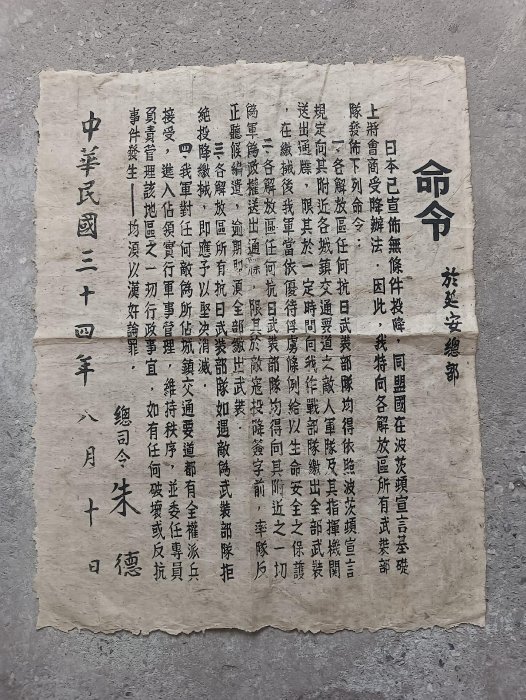 命令
於延安總部
日本已宣佈無條件投降，同盟國在波茨頓宣言基礎
上將會商受降辦法．因此，我特向各解放區所有武裝部
隊發佈下列命令：
一、各解放區任何抗日武裝部隊均得依照波茨頓宣言
規定向其附近各城鎮交通要道之敵人軍隊及其指揮機關
送出通牒，限其於一定時間向我作戰部隊繳出全部武裝
，在繳械後我軍當依優待俘虜條例給以生命安全之保護
二、各解放區任何抗日武裝部隊均得向其附近之一切
偽軍偽政權送出通牒，限其於敵寇投降簽字前，率隊反
正聽候編遣，逾期即須全部繳出武裝．
三、各解放區所有抗日武裝部隊如遇敵偽武裝部隊拒
絕投降繳械，即應予以堅決消滅．
四、我軍對任何敵偽所佔城鎮交通要道都有全權派兵
接受，進入佔領實行軍事管理，維持秩序，並委任專員
負責管理該地區之一切行政事宜．如有任何破壞或反抗
事件發生——均須以漢奸論罪．
總司令 朱德
中華民國三十四年八月十日